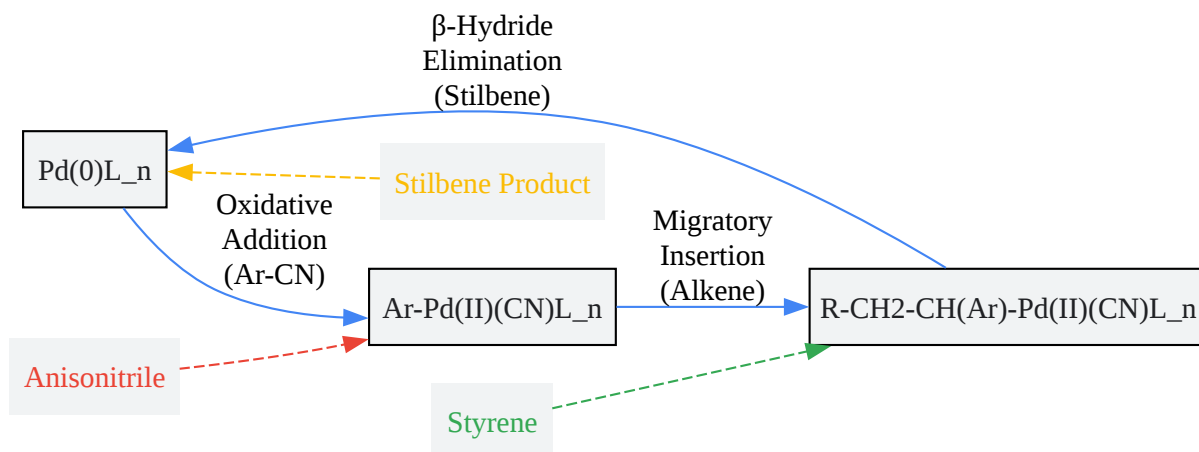 β-Hydride
Elimination
(Stilbene)
Pd(0)L_n
Stilbene Product
Oxidative
Addition
(Ar-CN)
Migratory
Insertion
(Alkene)
Ar-Pd(II)(CN)L_n
R-CH2-CH(Ar)-Pd(II)(CN)L_n
Anisonitrile
Styrene